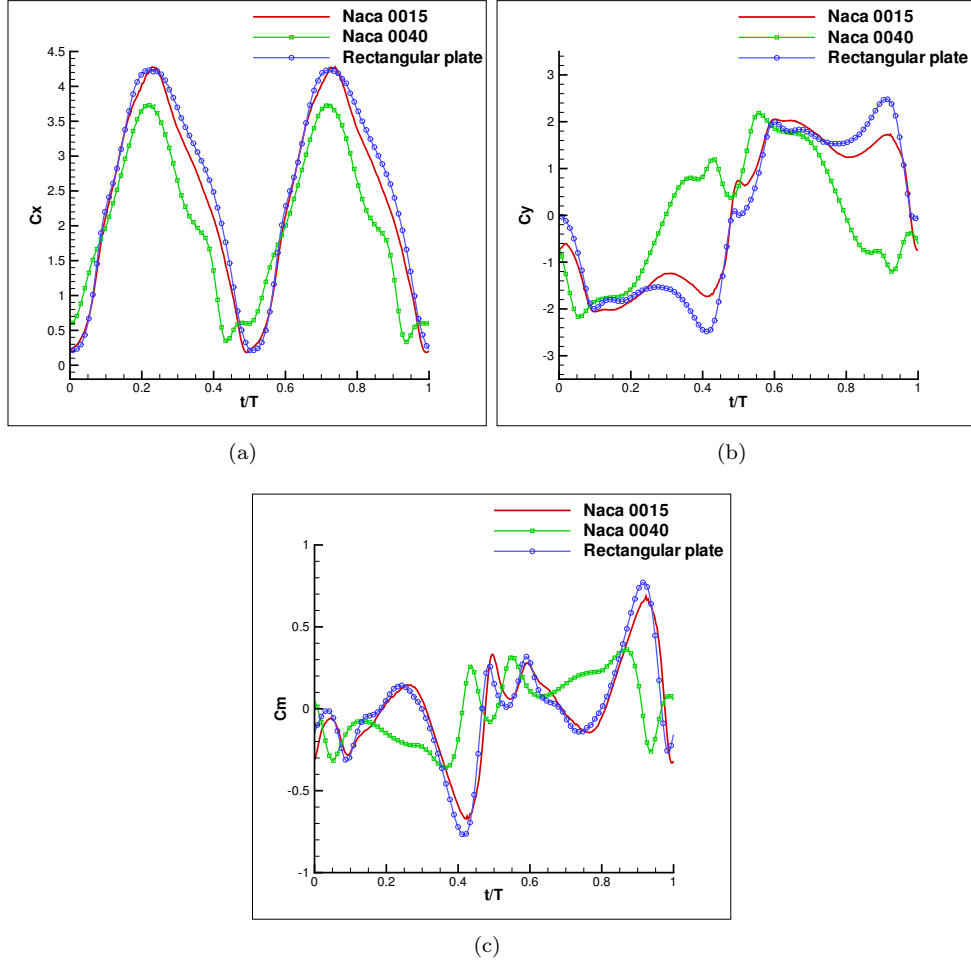 Naca 0015
Naca 0040
Rectangular plate
Cx
4.5
4
3.5
3
2.5
2
1.5
1
0.5
0
0 0.2 0.4 0.6 0.8 1
t/T
(a)
Naca 0015
Naca 0040
Rectangular plate
Cy
3
2
1
0
-1
-2
-3
0 0.2 0.4 0.6 0.8 1
t/T
(b)
Naca 0015
Naca 0040
Rectangular plate
Cm
1
0.5
0
-0.5
-1
0 0.2 0.4 0.6 0.8 1
t/T
(c)